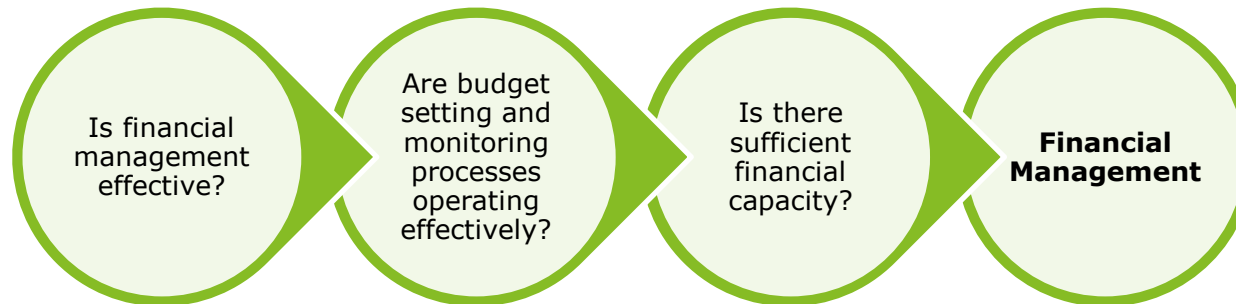 Is financial
management
effective?
Are budget
setting and
monitoring
processes
operating
effectively?
Is there
sufficient
financial
capacity?
Financial
Management